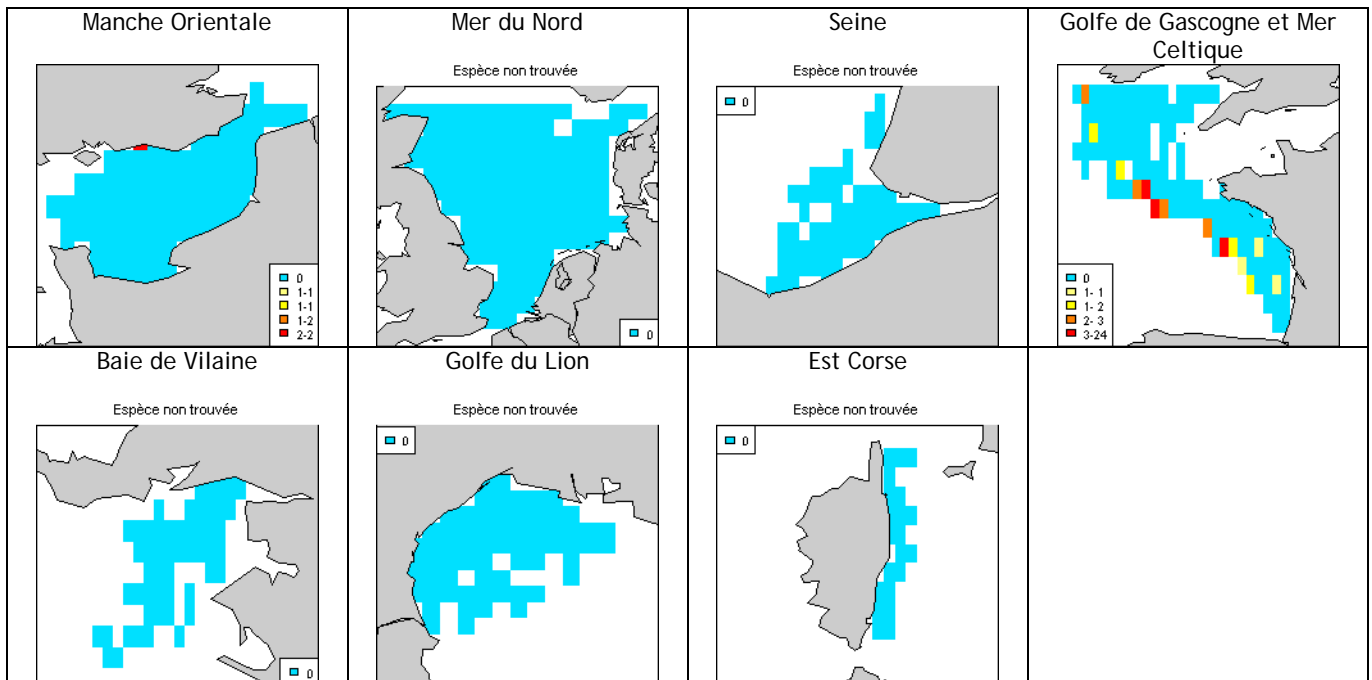 Manche Orientale
0
1-1
1-1
1-2
2-2
Mer du Nord
Espèce non trouvée
0
Seine
Espèce non trouvée
0
Golfe de Gascogne et Mer
Celtique
0
1- 1
1- 2
2- 3
3-24
Baie de Vilaine
Espèce non trouvée
0
Golfe du Lion
Espèce non trouvée
0
Est Corse
Espèce non trouvée
0